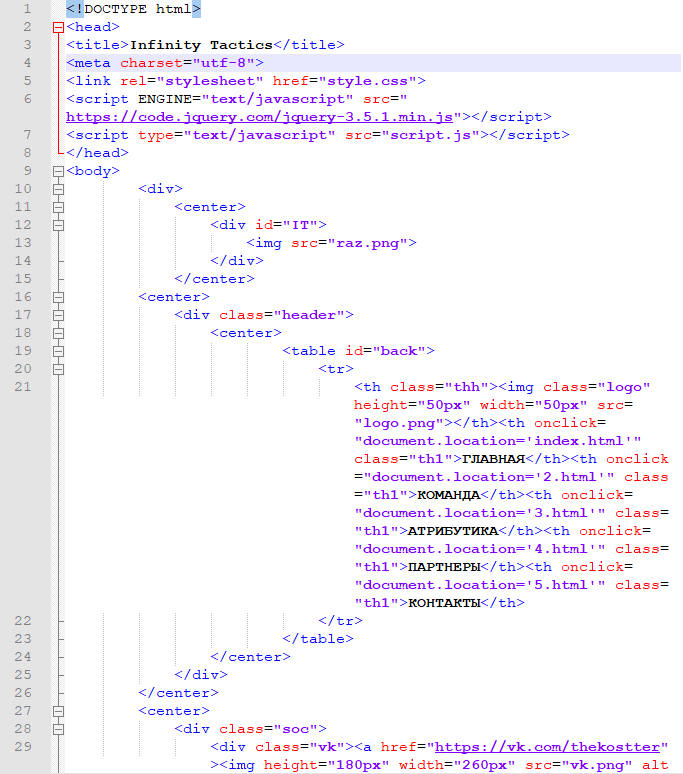 1 <!DOCTYPE html>
2 <head>
3 <title>Infinity Tactics</title>
4 <meta charset="utf-8">
5 <link rel="stylesheet" href="style.css">
6 <script ENGINE="text/javascript" src="
https://code.jquery.com/jquery-3.5.1.min.js"></script>
7 <script type="text/javascript" src="script.js"></script>
8 </head>
9 <body>
10 <div>
11 <center>
12 <div id="IT">
13 <img src="raz.png">
14 </div>
15 </center>
16 <center>
17 <div class="header">
18 <center>
19 <table id="back">
20 <tr>
21 <th class="thh"><img class="logo"
height="50px" width="50px" src=
"logo.png"></th><th onclick=
"document.location='index.html'"
class="th1">ГЛАВНАЯ</th><th onclick
="document.location='2.html'" class
="th1">КОМАНДА</th><th onclick=
"document.location='3.html'" class=
"th1">АТРИБУТИКА</th><th onclick=
"document.location='4.html'" class=
"th1">ПАРТНЕРЫ</th><th onclick=
"document.location='5.html'" class=
"th1">КОНТАКТЫ</th>
22 </tr>
23 </table>
24 </center>
25 </div>
26 </center>
27 <center>
28 <div class="soc">
29 <div class="vk"><a href="https://vk.com/thekostter"
><img height="180px" width="260px" src="vk.png" alt